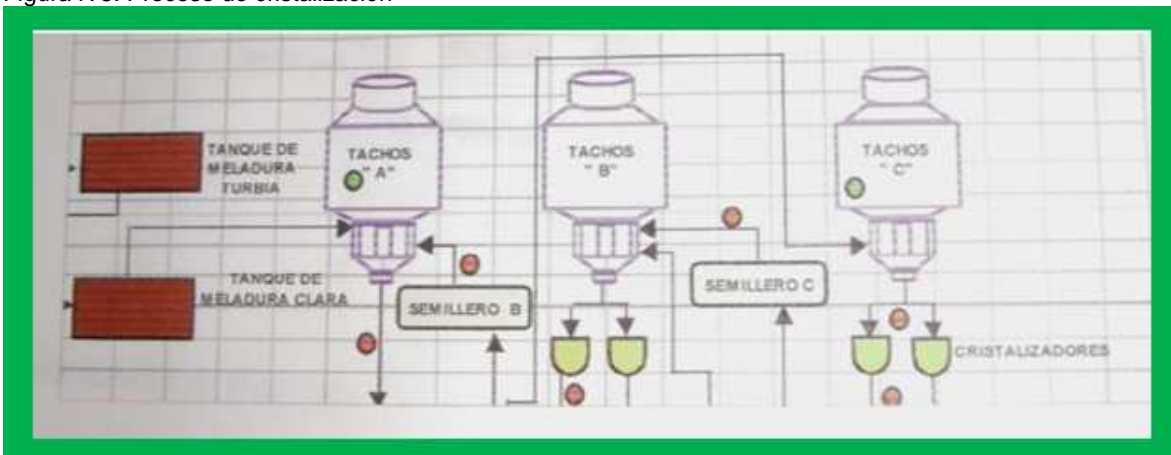 TANQUE DE
MELADURA
TURBIA
TACHOS
" A"
TACHOS
" B"
TACHOS
" C"
TANQUE DE
MELADURA CLARA
SEMILLERO B
SEMILLERO C
CRISTALIZADORES